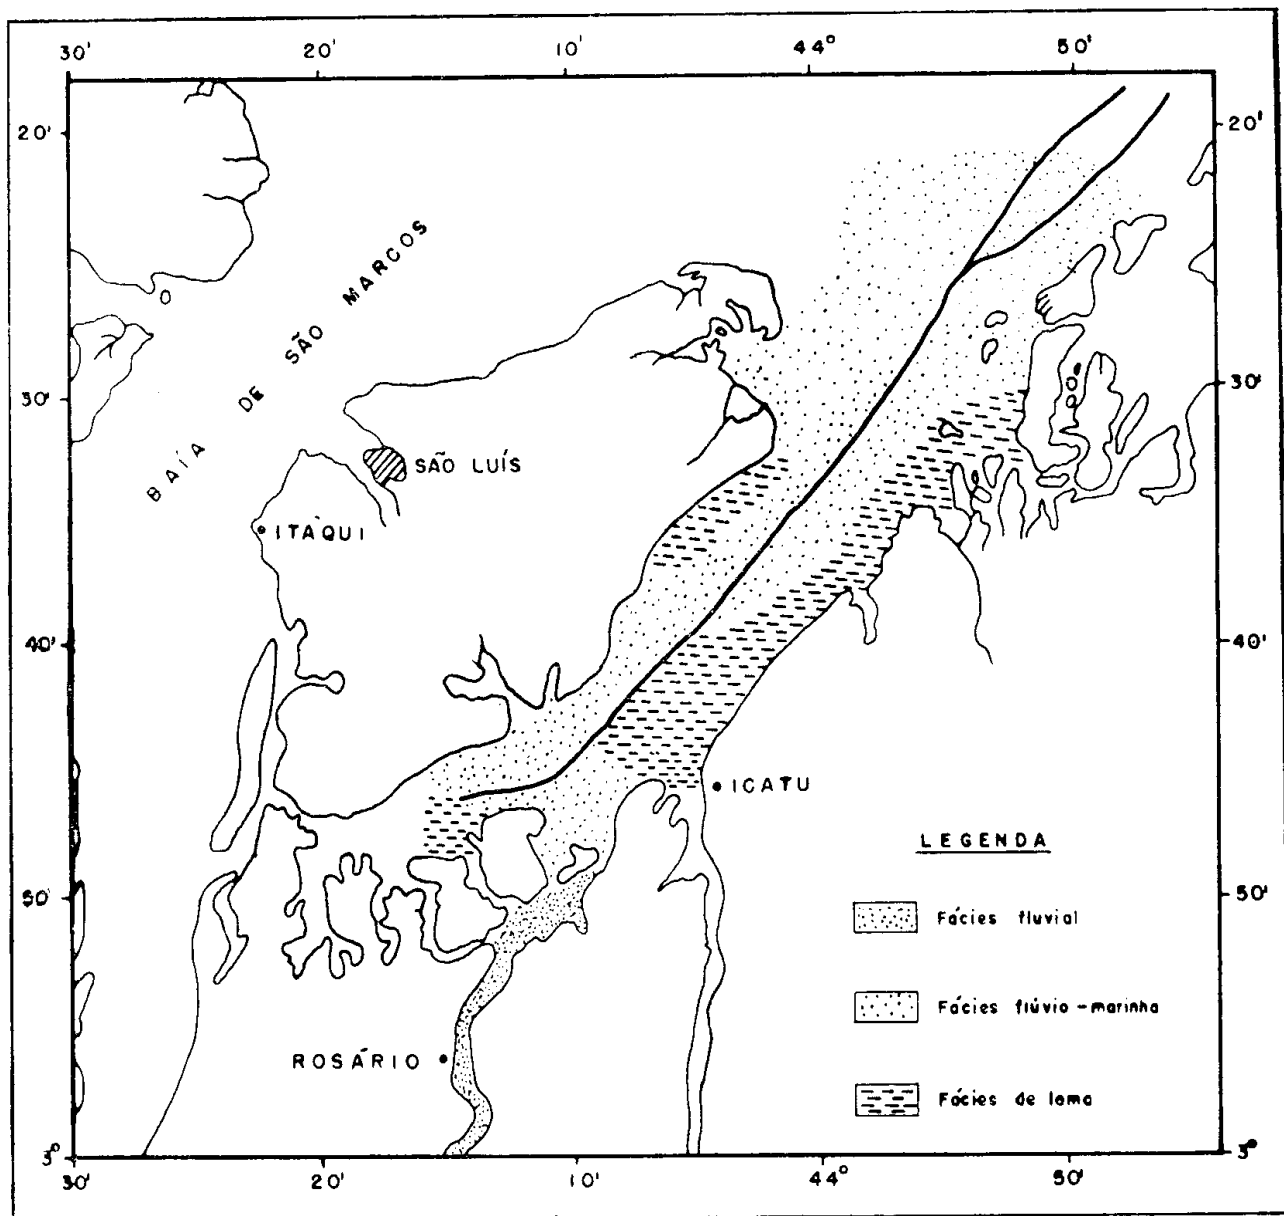 30' 20' 10' 44° 50'
20' 20'
BAÍA DE SÃO MARCOS
30' 30'
SÃO LUÍS
ITÁQUI
40' 40'
ICATU
LEGENDA
50' 50'
Fácies fluvial
Fácies flúvio-marinha
ROSÁRIO
Fácies de lama
3° 3°
30' 20' 10' 44° 50'